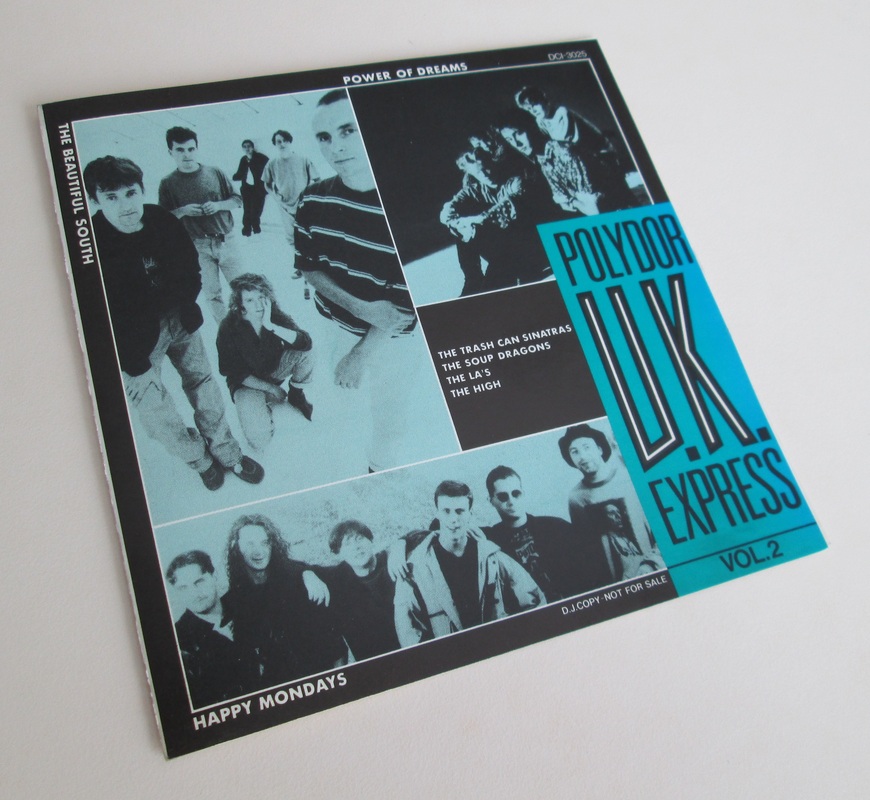 POWER OF DREAMS
DCI-3025
THE BEAUTIFUL SOUTH
POLYDOR
U.K.
EXPRESS
VOL.2
THE TRASH CAN SINATRAS
THE SOUP DRAGONS
THE LA'S
THE HIGH
D.J.COPY·NOT FOR SALE
HAPPY MONDAYS